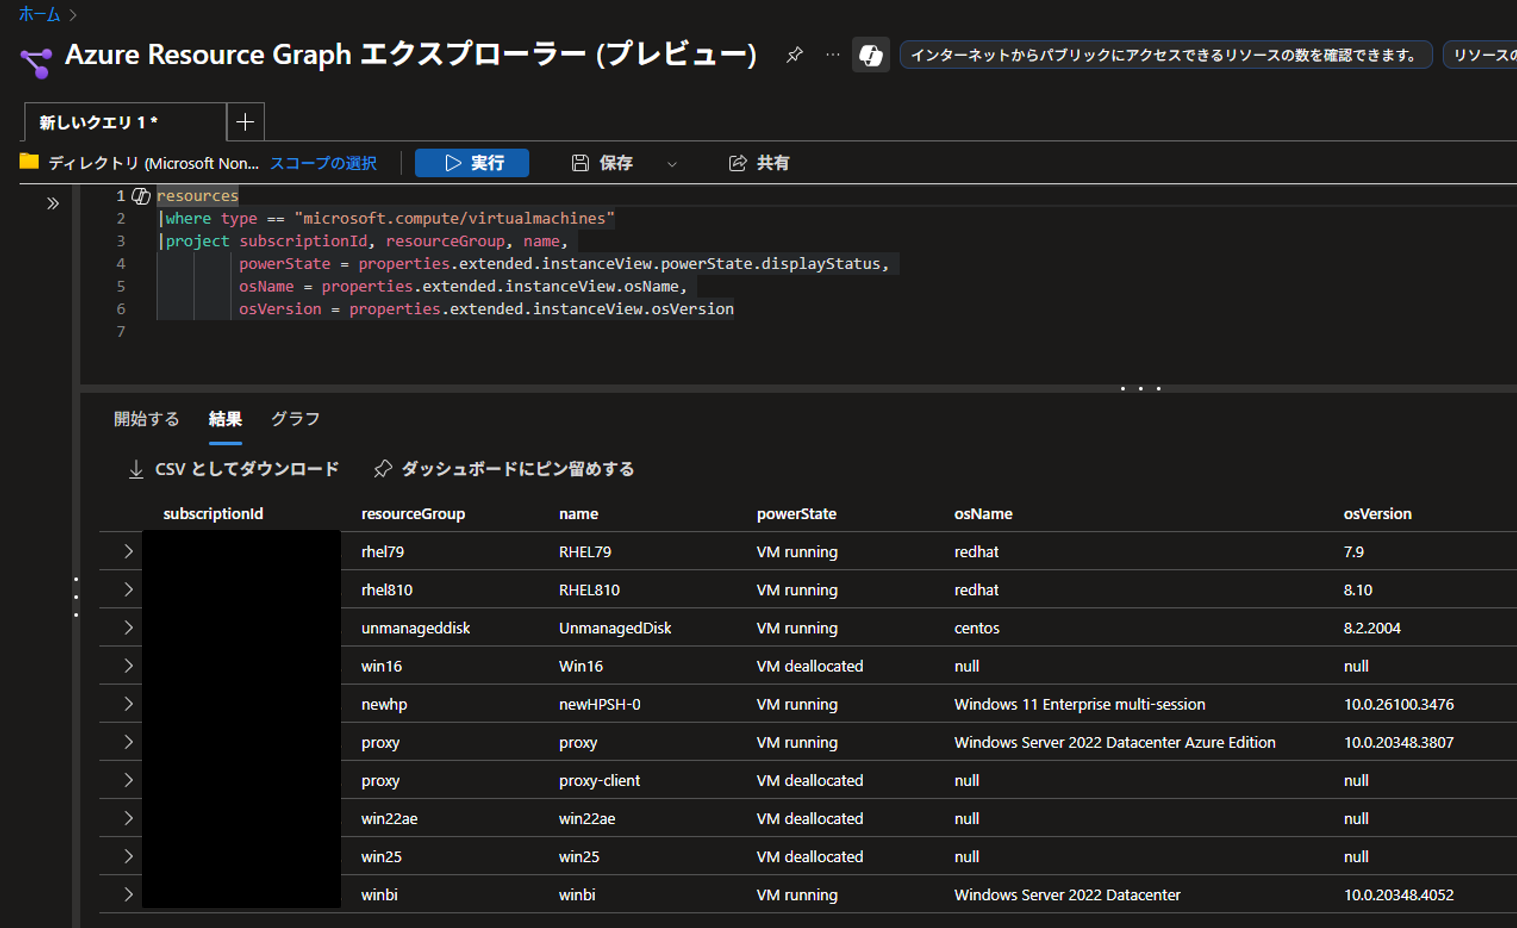 ホーム
Azure Resource Graph エクスプローラー (プレビュー)
インターネットからパブリックにアクセスできるリソースの数を確認できます。
リソースの
新しいクエリ 1 *
ディレクトリ (Microsoft Non... スコープの選択 実行 保存 共有
1 resources
2 |where type == "microsoft.compute/virtualmachines"
3 |project subscriptionId, resourceGroup, name,
4 powerState = properties.extended.instanceView.powerState.displayStatus,
5 osName = properties.extended.instanceView.osName,
6 osVersion = properties.extended.instanceView.osVersion
7
開始する 結果 グラフ
CSV としてダウンロード ダッシュボードにピン留めする
subscriptionId resourceGroup name powerState osName osVersion
rhel79 RHEL79 VM running redhat 7.9
rhel810 RHEL810 VM running redhat 8.10
unmanageddisk UnmanagedDisk VM running centos 8.2.2004
win16 Win16 VM deallocated null null
newhp newHPSH-0 VM running Windows 11 Enterprise multi-session 10.0.26100.3476
proxy proxy VM running Windows Server 2022 Datacenter Azure Edition 10.0.20348.3807
proxy proxy-client VM deallocated null null
win22ae win22ae VM deallocated null null
win25 win25 VM deallocated null null
winbi winbi VM running Windows Server 2022 Datacenter 10.0.20348.4052